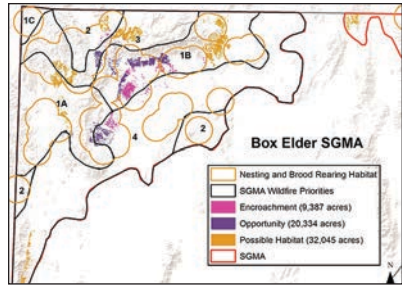 1C
2
3
1B
1A
4
2
2
Box Elder SGMA
Nesting and Brood Rearing Habitat
SGMA Wildfire Priorities
Encroachment (9,387 acres)
Opportunity (20,334 acres)
Possible Habitat (32,045 acres)
SGMA
N